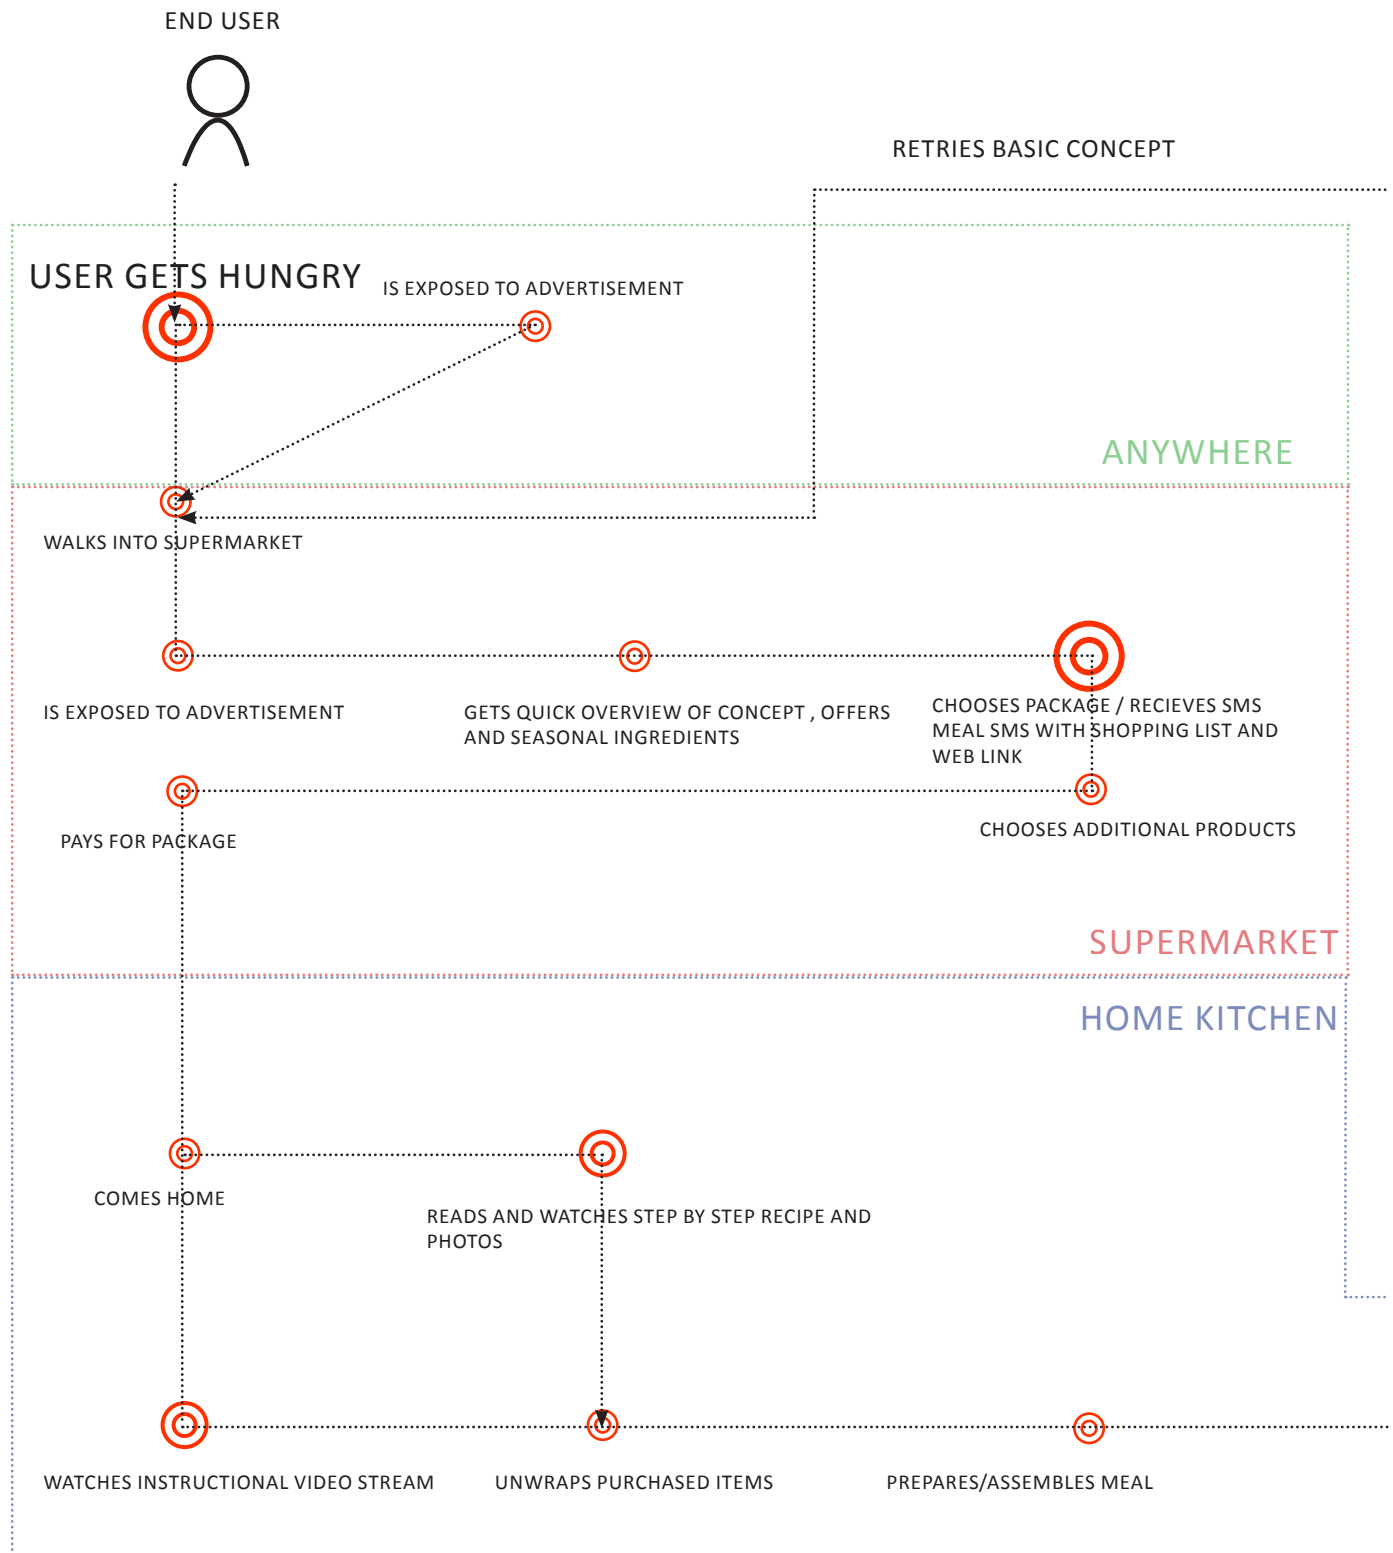 END USER
RETRIES BASIC CONCEPT
USER GETS HUNGRY
IS EXPOSED TO ADVERTISEMENT
ANYWHERE
WALKS INTO SUPERMARKET
IS EXPOSED TO ADVERTISEMENT
GETS QUICK OVERVIEW OF CONCEPT , OFFERS
AND SEASONAL INGREDIENTS
CHOOSES PACKAGE / RECIEVES SMS
MEAL SMS WITH SHOPPING LIST AND
WEB LINK
PAYS FOR PACKAGE
CHOOSES ADDITIONAL PRODUCTS
SUPERMARKET
HOME KITCHEN
COMES HOME
READS AND WATCHES STEP BY STEP RECIPE AND
PHOTOS
WATCHES INSTRUCTIONAL VIDEO STREAM
UNWRAPS PURCHASED ITEMS
PREPARES/ASSEMBLES MEAL